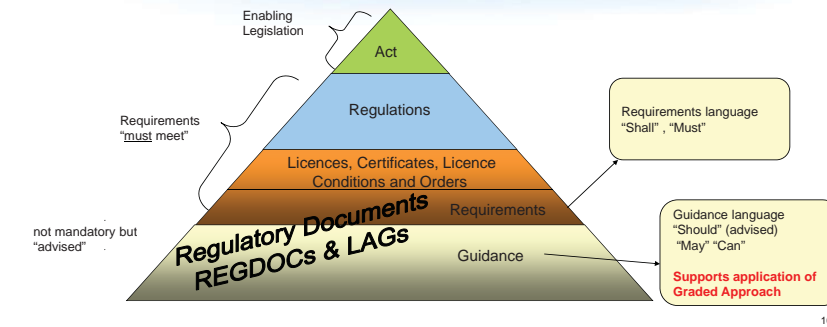 Enabling
Legislation
Act
Regulations
Requirements
“must meet”
Requirements language
“Shall” , “Must”
Licences, Certificates, Licence
Conditions and Orders
Requirements
Regulatory Documents
REGDOCs & LAGs
not mandatory but
“advised”
Guidance
Guidance language
“Should” (advised)
“May” “Can”
Supports application of
Graded Approach